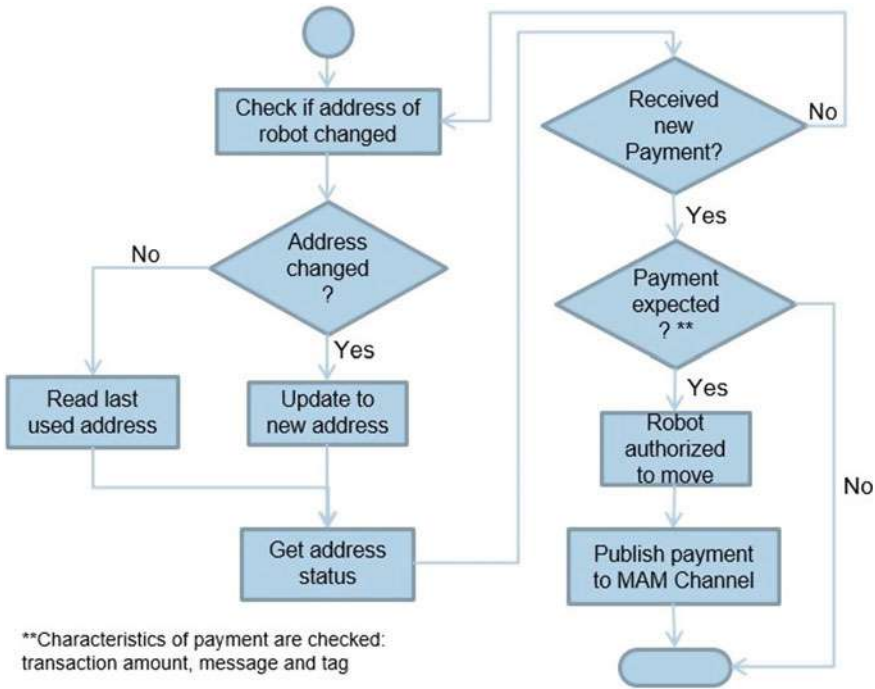 Check if address of
robot changed
Address
changed
?
No
Yes
Read last
used address
Update to
new address
Get address
status
Received
new
Payment?
No
Yes
Payment
expected
? **
Yes
No
Robot
authorized
to move
Publish payment
to MAM Channel
**Characteristics of payment are checked:
transaction amount, message and tag